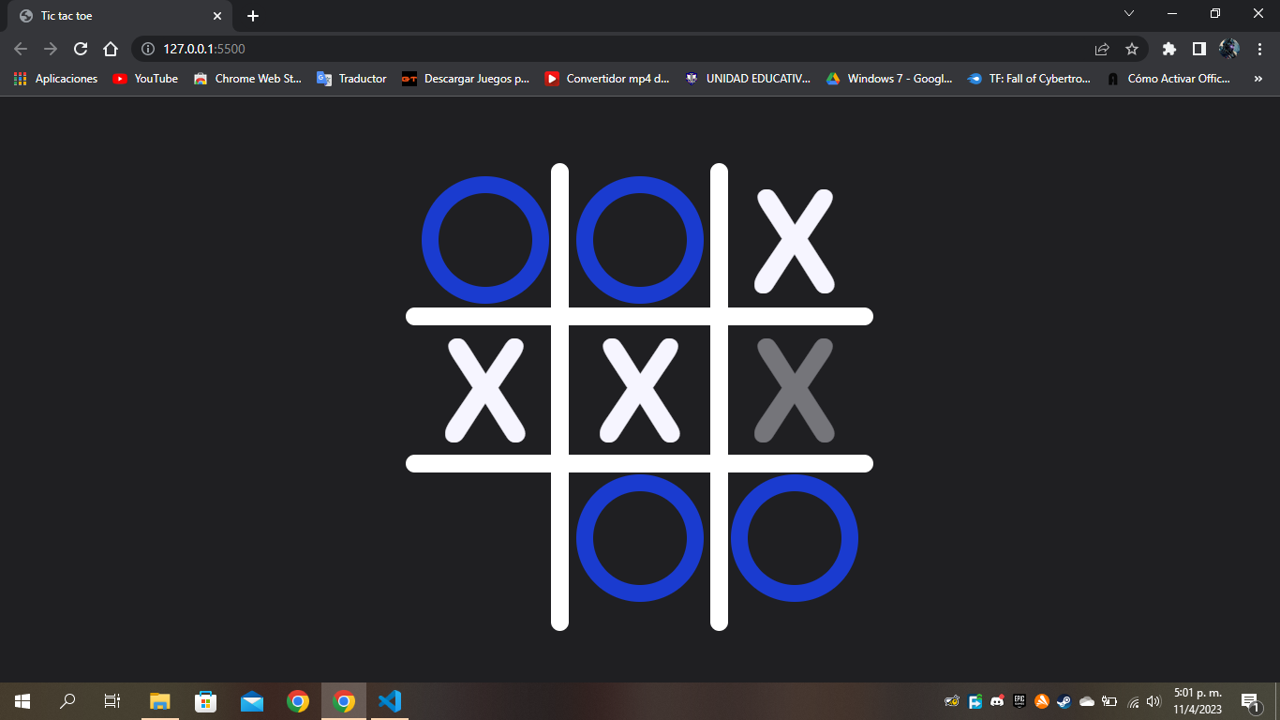 Tic tac toe
127.0.0.1:5500
Aplicaciones YouTube Chrome Web St... Traductor Descargar Juegos p... Convertidor mp4 d... UNIDAD EDUCATIV... Windows 7 - Googl... TF: Fall of Cybertro... Cómo Activar Offic... »
O O X
X X X
O O
5:01 p. m.
11/4/2023
1